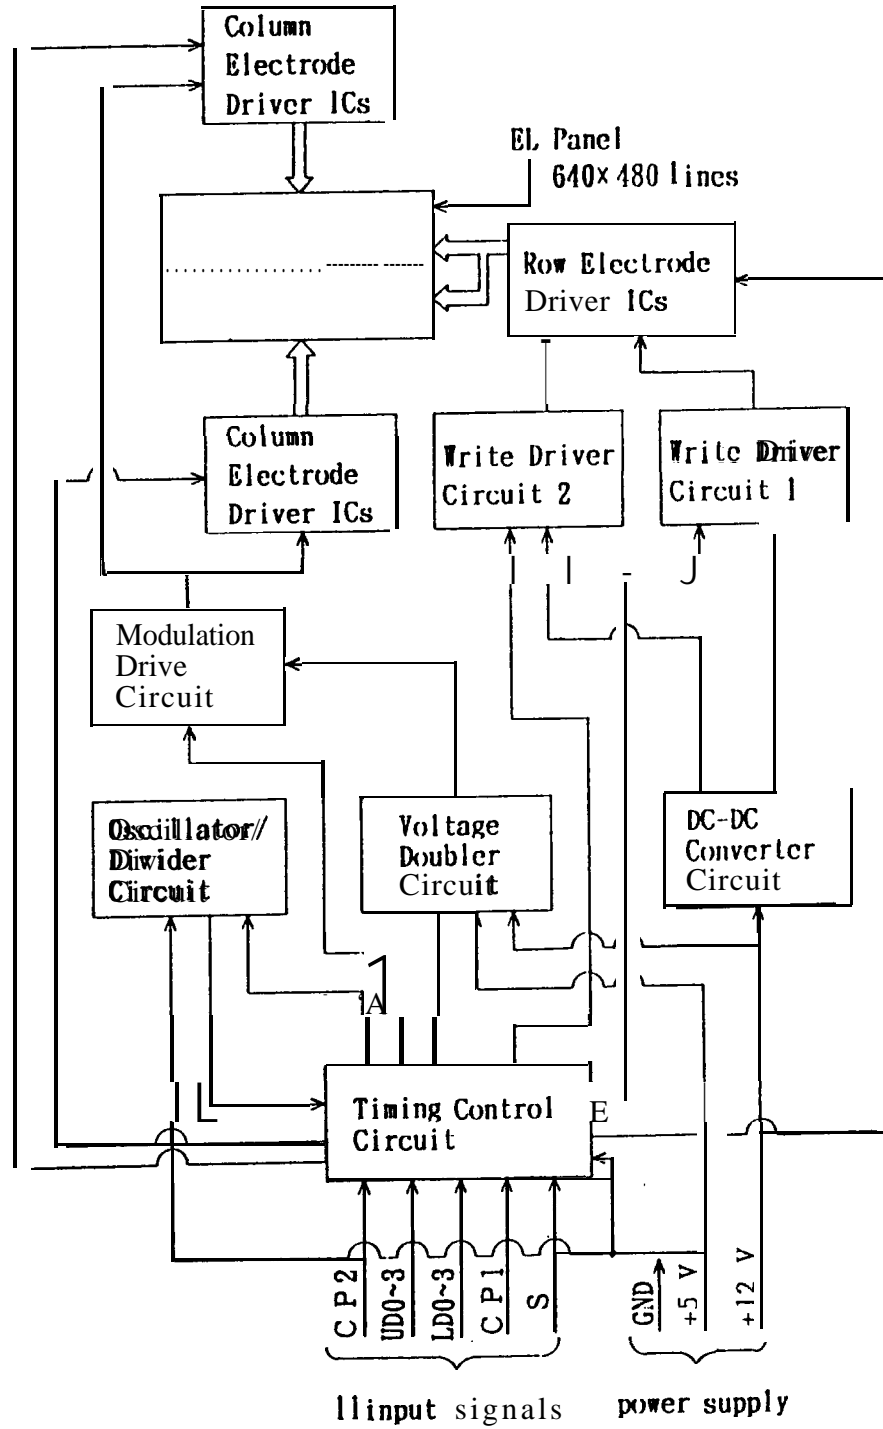 Column
Electrode
Driver ICs
EL Panel
640×480 lines
Row Electrode
Driver ICs
Column
Electrode
Driver ICs
Write Driver
Circuit 2
Write Driver
Circuit 1
Modulation
Drive
Circuit
Oscillator/
Divider
Circuit
Voltage
Doubler
Circuit
DC-DC
Converter
Circuit
A
Timing Control
Circuit
E
CP2
UD0~3
LD0~3
CP1
S
GND
+5 V
+12 V
11input signals
power supply